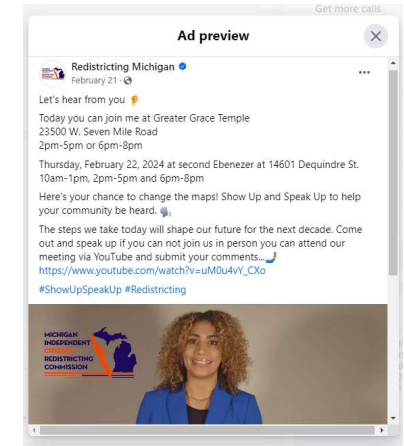 Get more calls
Ad preview
Redistricting Michigan
February 21 ·
Let's hear from you 👂
Today you can join me at Greater Grace Temple
23500 W. Seven Mile Road
2pm-5pm or 6pm-8pm
Thursday, February 22, 2024 at second Ebenezer at 14601 Dequindre St.
10am-1pm, 2pm-5pm and 6pm-8pm
Here's your chance to change the maps! Show Up and Speak Up to help
your community be heard. 🗣️
The steps we take today will shape our future for the next decade. Come
out and speak up if you can not join us in person you can attend our
meeting via YouTube and submit your comments...🤳
https://www.youtube.com/watch?v=uM0u4vY_CXo
#ShowUpSpeakUp #Redistricting
MICHIGAN
INDEPENDENT
CITIZENS
REDISTRICTING
COMMISSION